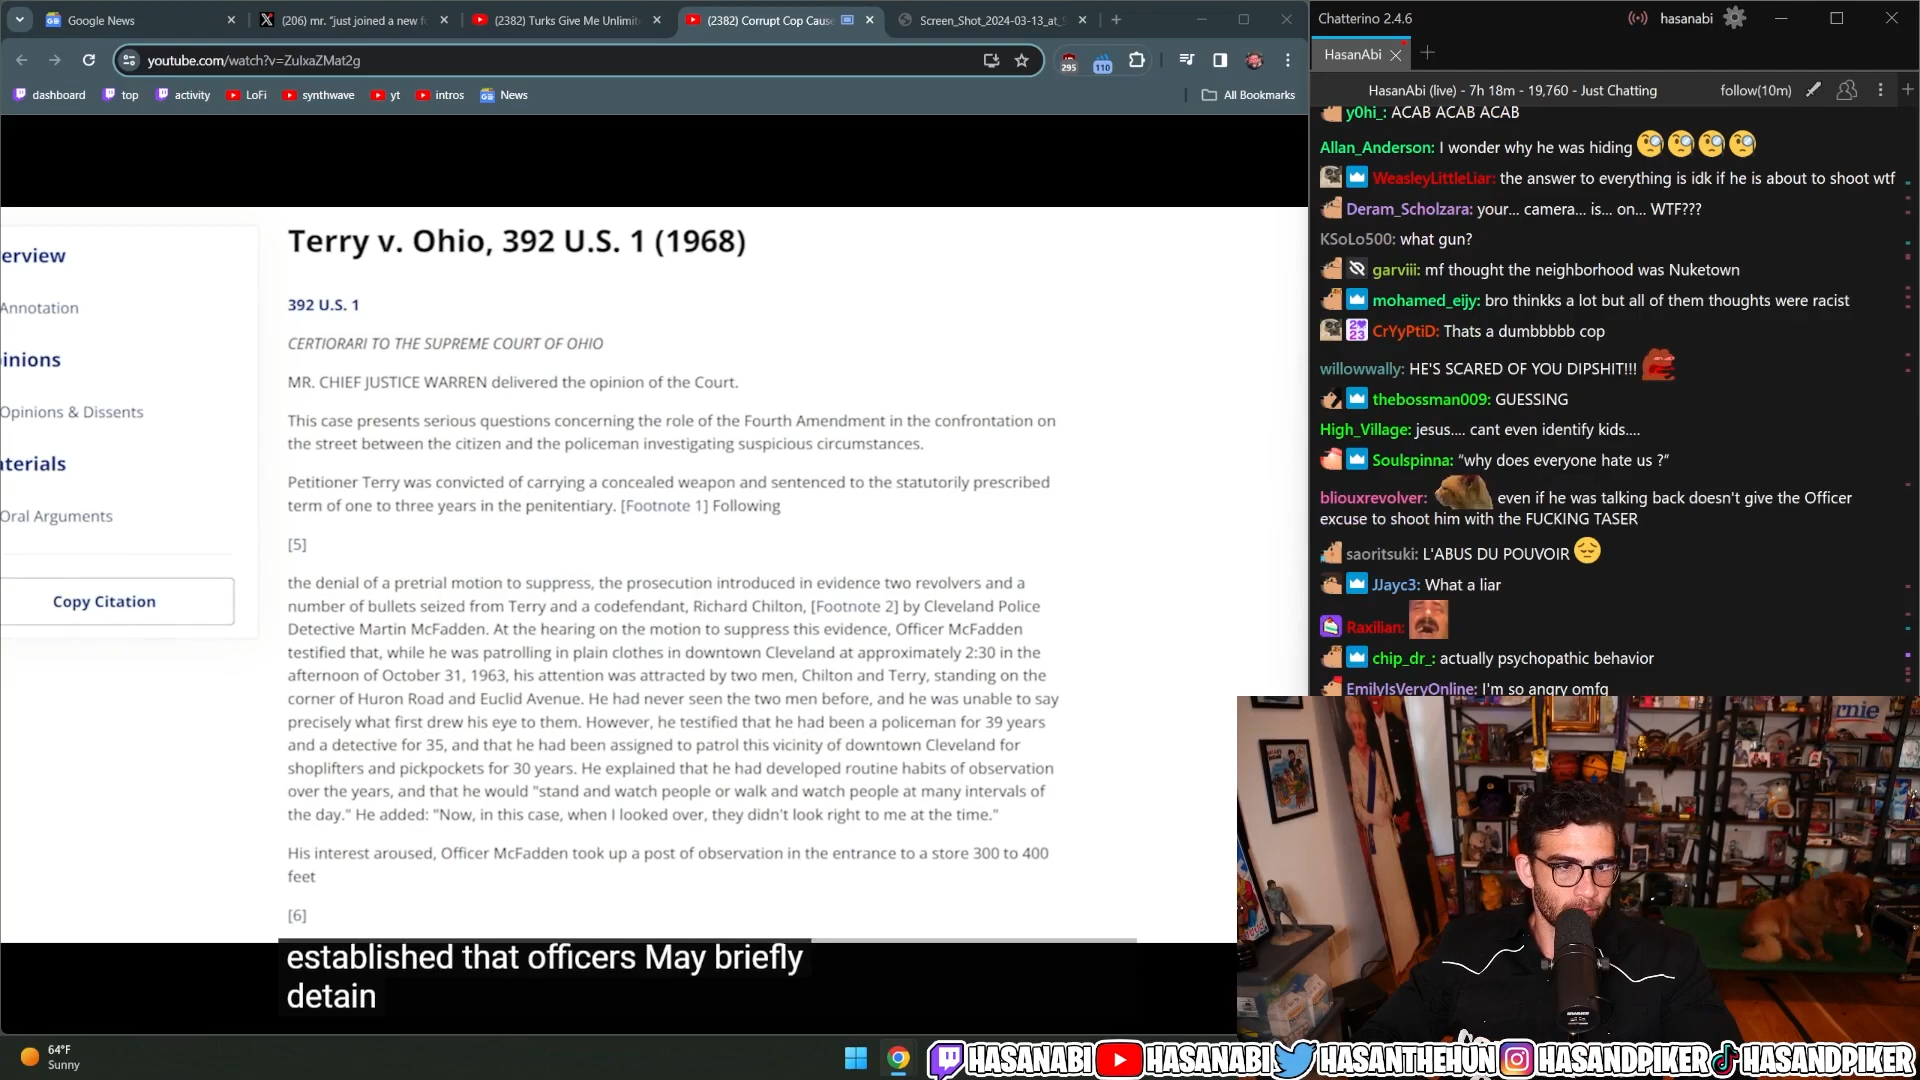 Google News
(206) mr. "just joined a new f
(2382) Turks Give Me Unlimit
(2382) Corrupt Cop Cause
Screen_Shot_2024-03-13_at_
youtube.com/watch?v=ZulxaZMat2g
295
110
dashboard
top
activity
LoFi
synthwave
yt
intros
News
All Bookmarks
erview
Annotation
inions
Opinions & Dissents
terials
Oral Arguments
Copy Citation
Terry v. Ohio, 392 U.S. 1 (1968)
392 U.S. 1
CERTIORARI TO THE SUPREME COURT OF OHIO
MR. CHIEF JUSTICE WARREN delivered the opinion of the Court.
This case presents serious questions concerning the role of the Fourth Amendment in the confrontation on
the street between the citizen and the policeman investigating suspicious circumstances.
Petitioner Terry was convicted of carrying a concealed weapon and sentenced to the statutorily prescribed
term of one to three years in the penitentiary. [Footnote 1] Following
[5]
the denial of a pretrial motion to suppress, the prosecution introduced in evidence two revolvers and a
number of bullets seized from Terry and a codefendant, Richard Chilton, [Footnote 2] by Cleveland Police
Detective Martin McFadden. At the hearing on the motion to suppress this evidence, Officer McFadden
testified that, while he was patrolling in plain clothes in downtown Cleveland at approximately 2:30 in the
afternoon of October 31, 1963, his attention was attracted by two men, Chilton and Terry, standing on the
corner of Huron Road and Euclid Avenue. He had never seen the two men before, and he was unable to say
precisely what first drew his eye to them. However, he testified that he had been a policeman for 39 years
and a detective for 35, and that he had been assigned to patrol this vicinity of downtown Cleveland for
shoplifters and pickpockets for 30 years. He explained that he had developed routine habits of observation
over the years, and that he would "stand and watch people or walk and watch people at many intervals of
the day." He added: "Now, in this case, when I looked over, they didn't look right to me at the time."
His interest aroused, Officer McFadden took up a post of observation in the entrance to a store 300 to 400
feet
[6]
established that officers May briefly
detain
Chatterino 2.4.6
hasanabi
HasanAbi
HasanAbi (live) - 7h 18m - 19,760 - Just Chatting
follow(10m)
y0hi_: ACAB ACAB ACAB
Allan_Anderson: I wonder why he was hiding
WeasleyLittleLiar: the answer to everything is idk if he is about to shoot wtf
Deram_Scholzara: your... camera... is... on... WTF???
KSoLo500: what gun?
garviii: mf thought the neighborhood was Nuketown
mohamed_eijy: bro thinkks a lot but all of them thoughts were racist
2 23 CrYyPtiD: Thats a dumbbbbb cop
willowwally: HE'S SCARED OF YOU DIPSHIT!!!
thebossman009: GUESSING
High_Village: jesus.... cant even identify kids....
Soulspinna: “why does everyone hate us ?”
bliouxrevolver: even if he was talking back doesn't give the Officer
excuse to shoot him with the FUCKING TASER
saoritsuki: L'ABUS DU POUVOIR
JJayc3: What a liar
Raxilian:
chip_dr_: actually psychopathic behavior
EmilyIsVeryOnline: I'm so angry omfg
rnie
64°F
Sunny
HASANABI HASANABI HASANTHEHUN HASANDPIKER HASANDPIKER